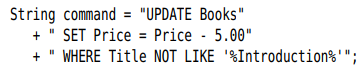 String command = "UPDATE Books"
+ " SET Price = Price - 5.00"
+ " WHERE Title NOT LIKE '%Introduction%'";